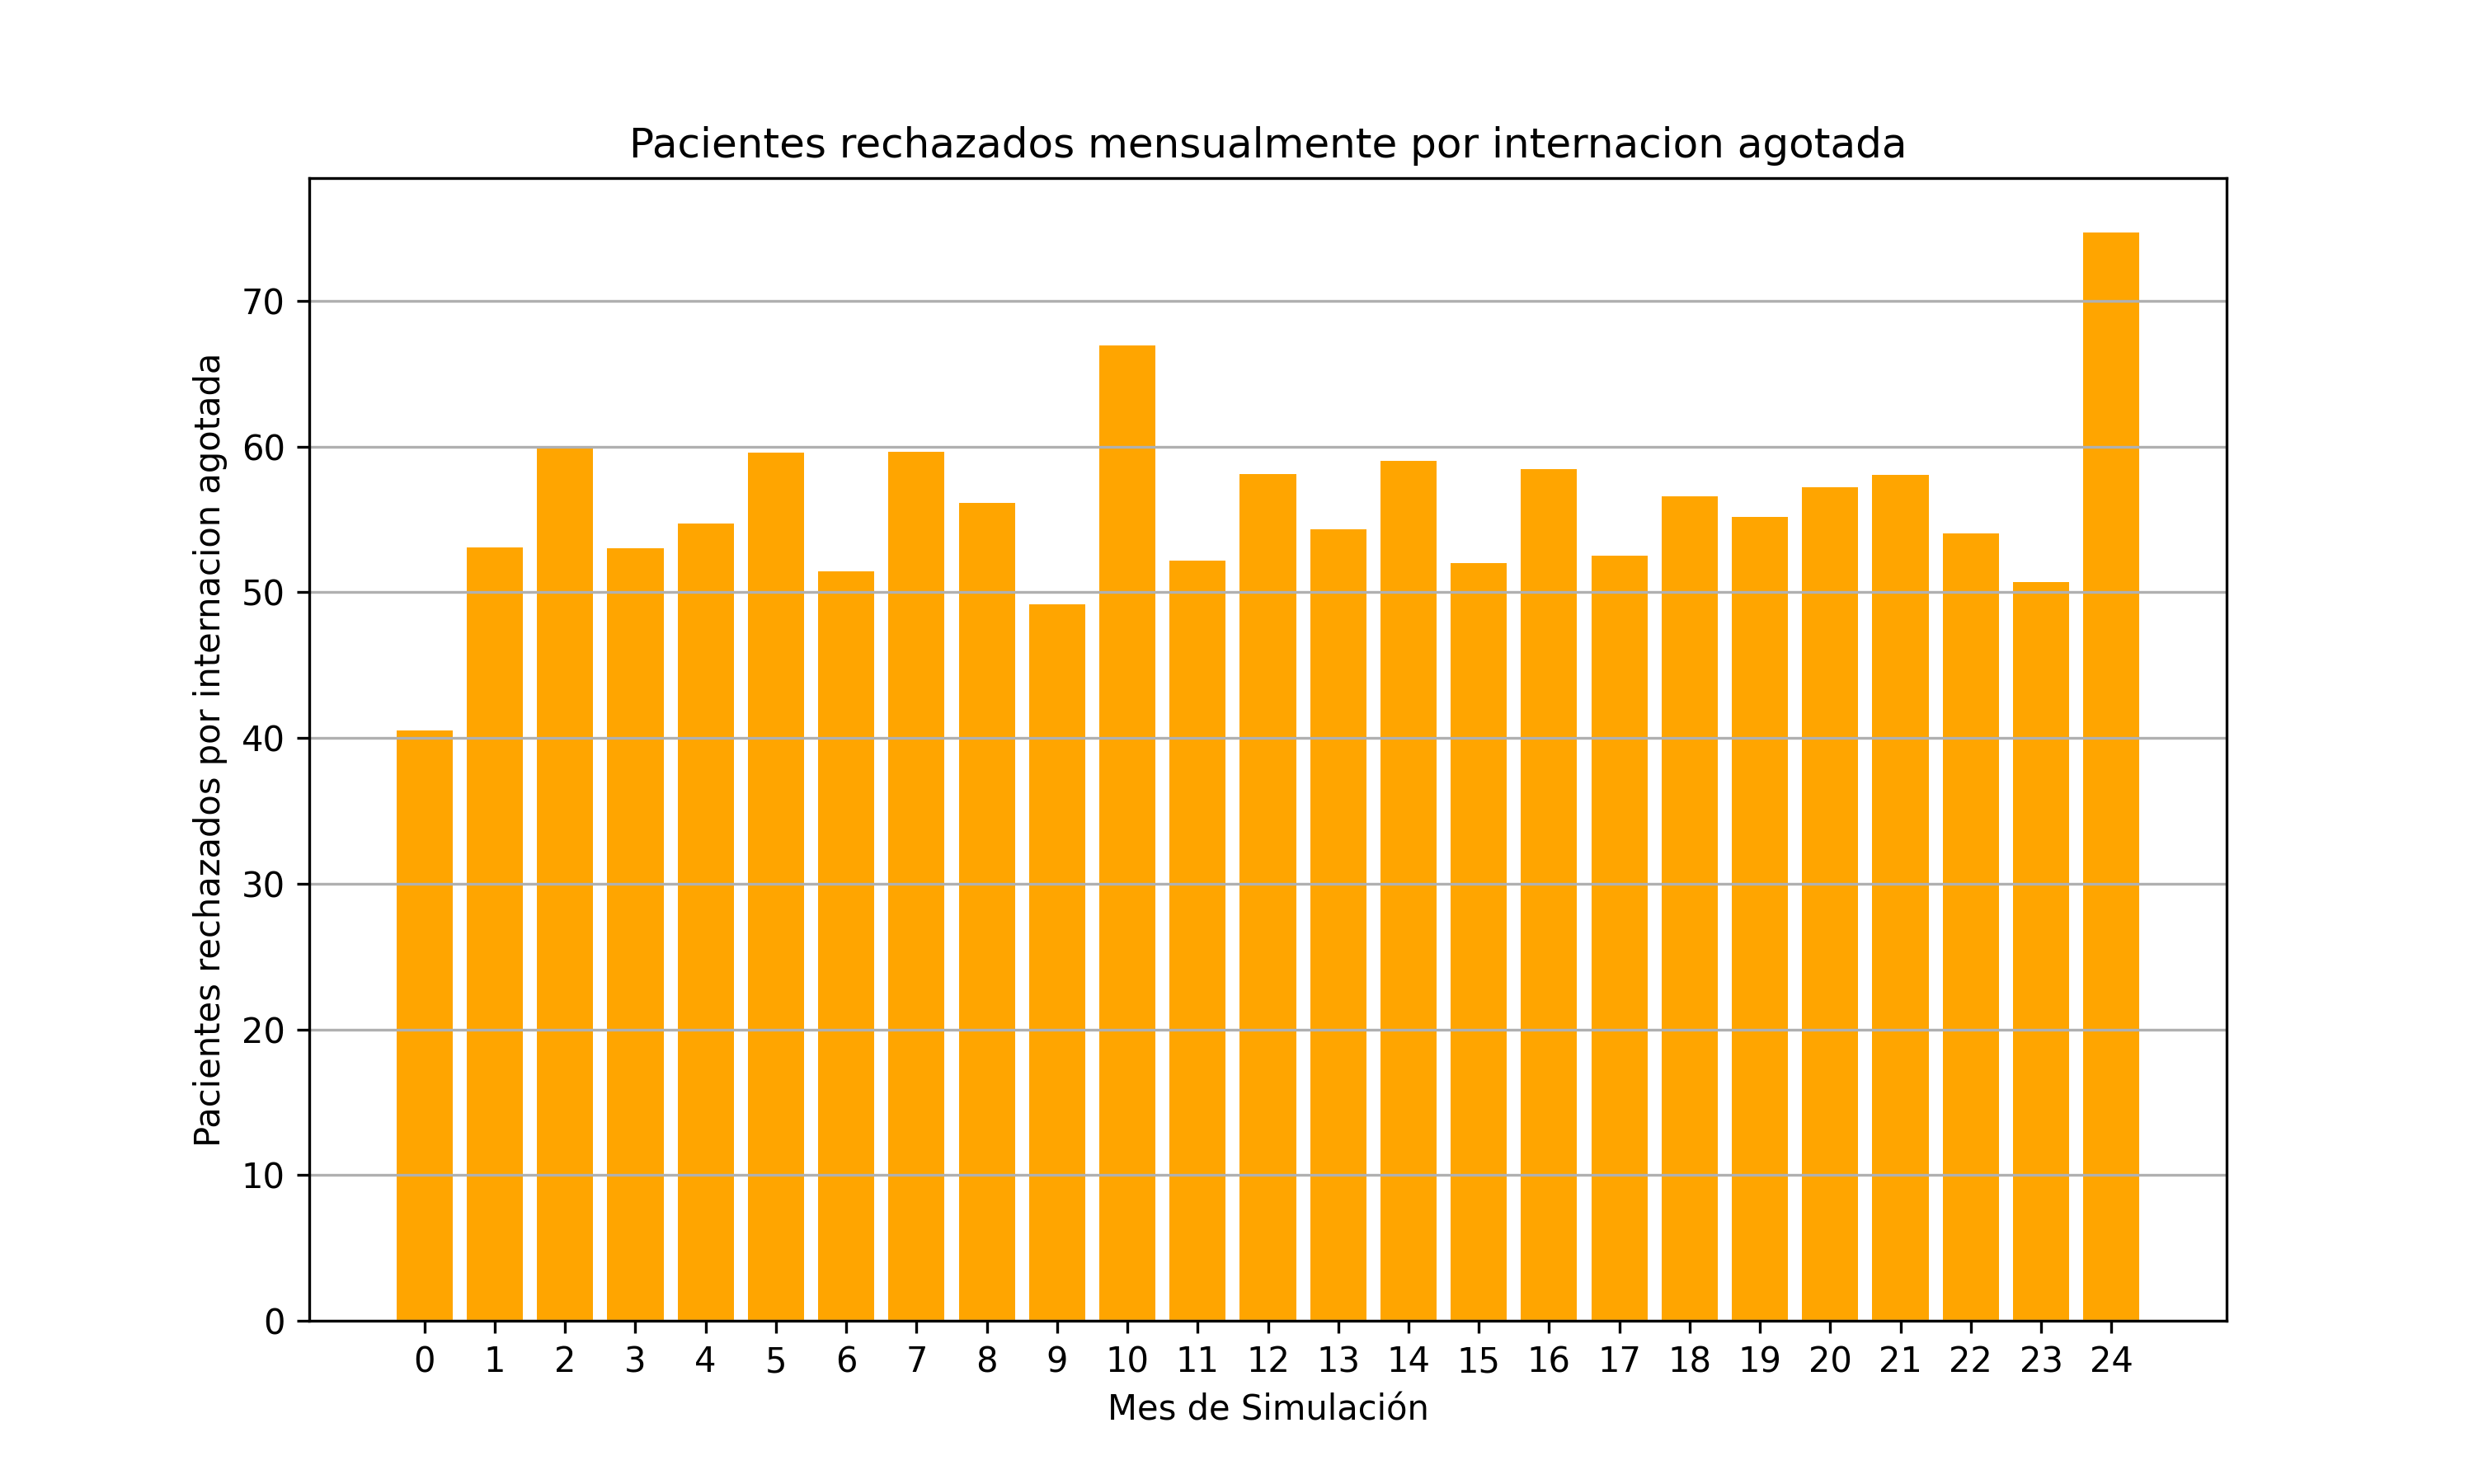 Pacientes rechazados mensualmente por internacion agotada
Pacientes rechazados por internacion agotada
70
60
50
40
30
20
10
0
0 1 2 3 4 5 6 7 8 9 10 11 12 13 14 15 16 17 18 19 20 21 22 23 24
Mes de Simulación